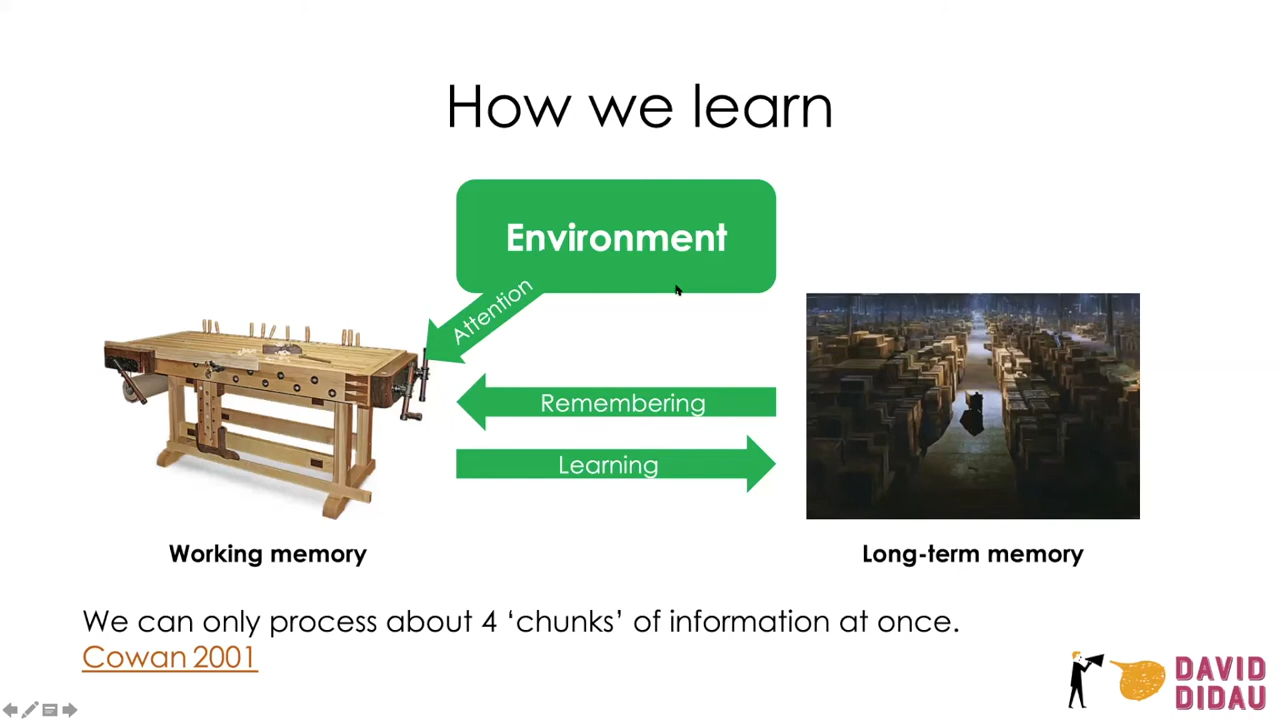 How we learn
Environment
Attention
Remembering
Learning
Working memory
Long-term memory
We can only process about 4 ‘chunks’ of information at once.
Cowan 2001
DAVID
DIDAU